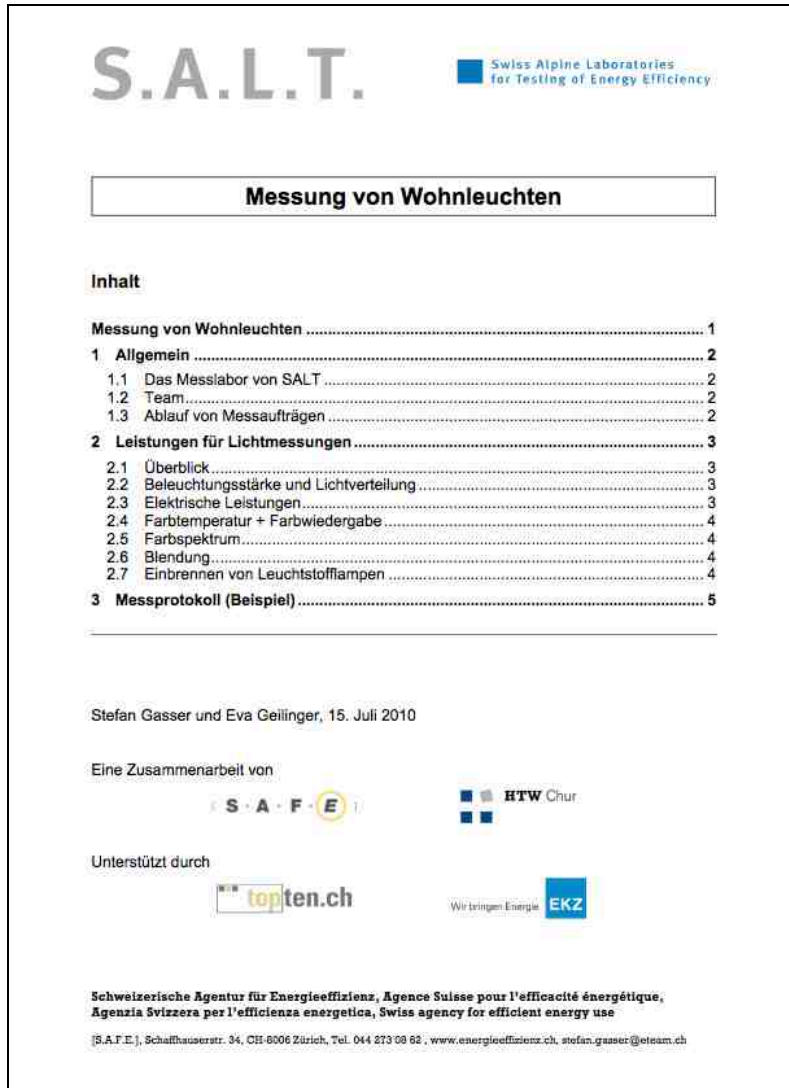 S.A.L.T.
Swiss Alpine Laboratories
for Testing of Energy Efficiency
Messung von Wohnleuchten
Inhalt
Messung von Wohnleuchten ........ 1
1 Allgemein ........ 2
1.1 Das Messlabor von SALT ........ 2
1.2 Team ........ 2
1.3 Ablauf von Messaufträgen ........ 2
2 Leistungen für Lichtmessungen ........ 3
2.1 Überblick ........ 3
2.2 Beleuchtungsstärke und Lichtverteilung ........ 3
2.3 Elektrische Leistungen ........ 3
2.4 Farbtemperatur + Farbwiedergabe ........ 4
2.5 Farbspektrum ........ 4
2.6 Blendung ........ 4
2.7 Einbrennen von Leuchtstofflampen ........ 4
3 Messprotokoll (Beispiel) ........ 5
Stefan Gasser und Eva Geilinger, 15. Juli 2010
Eine Zusammenarbeit von
S · A · F · E
HTW Chur
Unterstützt durch
topten.ch
Wir bringen Energie EKZ
Schweizerische Agentur für Energieeffizienz, Agence Suisse pour l'efficacité énergétique,
Agenzia Svizzera per l'efficienza energetica, Swiss agency for efficient energy use
[S.A.F.E.], Schaffhauserstr. 34, CH-8006 Zürich, Tel. 044 273 08 62 , www.energieeffizienz.ch, stefan.gasser@eteam.ch